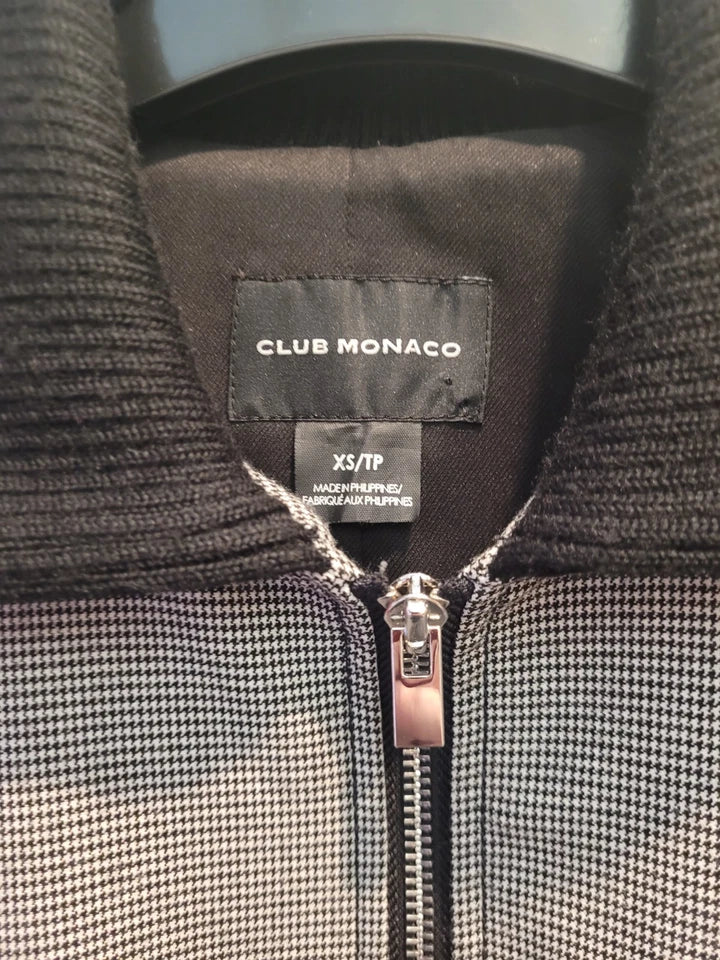 CLUB MONACO
XS/TP
MADE IN PHILIPPINES/
FABRIQUÉ AUX PHILIPPINES